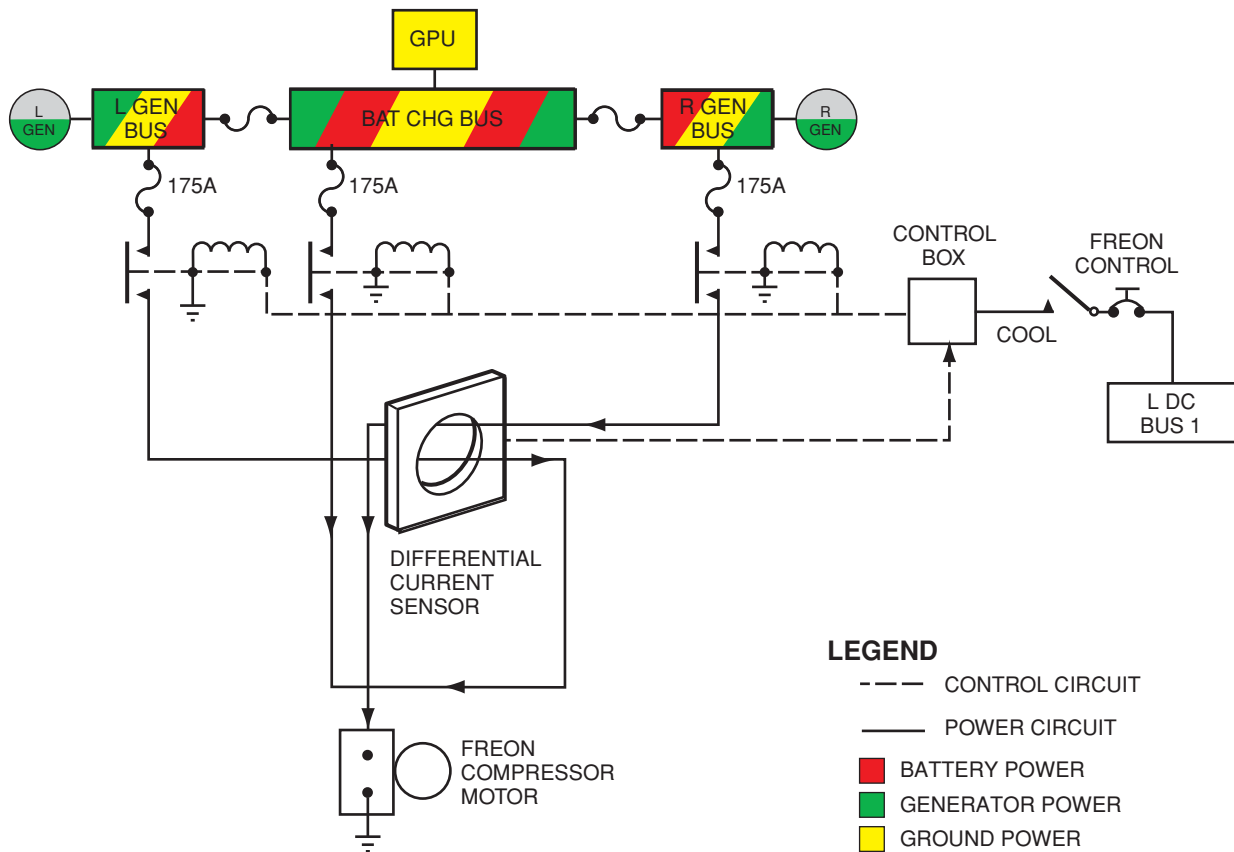 GPU
L
GEN
L GEN
BUS
BAT CHG BUS
R GEN
BUS
R
GEN
175A
175A
175A
CONTROL
BOX
FREON
CONTROL
COOL
L DC
BUS 1
DIFFERENTIAL
CURRENT
SENSOR
FREON
COMPRESSOR
MOTOR
LEGEND
CONTROL CIRCUIT
POWER CIRCUIT
BATTERY POWER
GENERATOR POWER
GROUND POWER